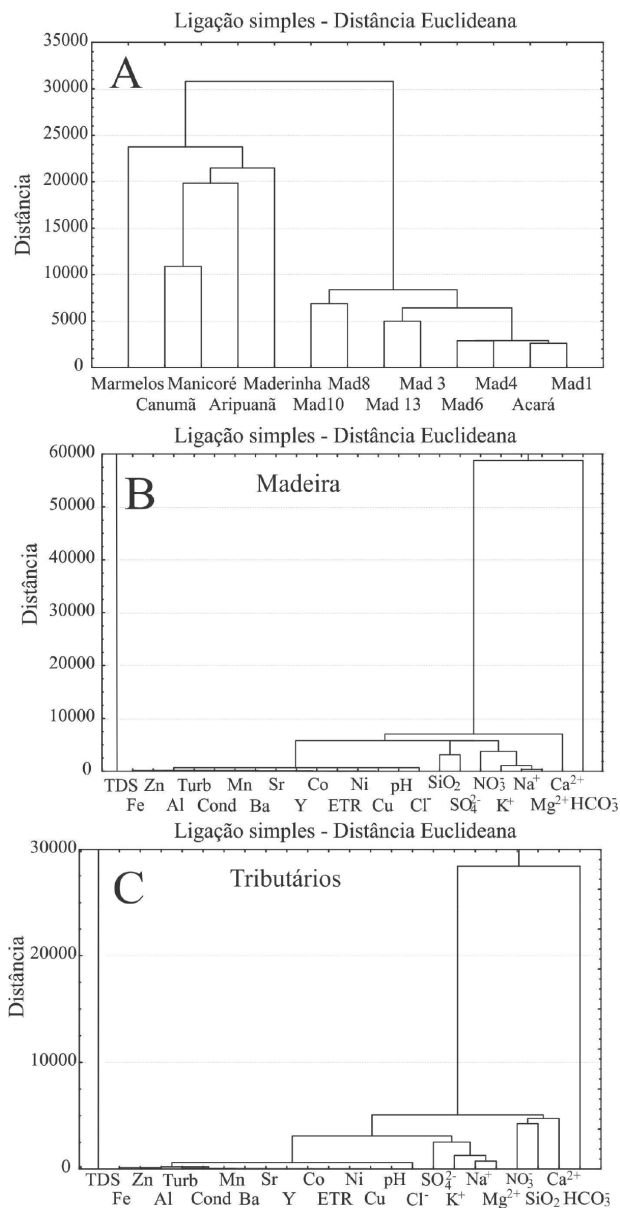 Ligação simples - Distância Euclideana
A
35000
30000
25000
20000
15000
10000
5000
0
Distância
Marmelos Manicoré Maderinha Mad8 Mad 3 Mad4 Mad1
Canumã Aripuanã Mad10 Mad 13 Mad6 Acará
Ligação simples - Distância Euclideana
B
Madeira
60000
50000
40000
30000
20000
10000
0
Distância
TDS Zn Turb Mn Sr Co Ni pH SiO₂ NO₃⁻ Na⁺ Ca²⁺
Fe Al Cond Ba Y ETR Cu Cl⁻ SO₄²⁻ K⁺ Mg²⁺ HCO₃⁻
Ligação simples - Distância Euclideana
C
Tributários
30000
20000
10000
0
Distância
TDS Zn Turb Mn Sr Co Ni pH SO₄²⁻ Na⁺ NO₃⁻ Ca²⁺
Fe Al Cond Ba Y ETR Cu Cl⁻ K⁺ Mg²⁺ SiO₂ HCO₃⁻